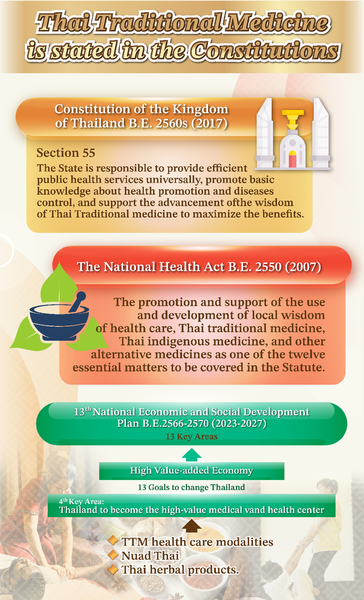 Thai Traditional Medicine
is stated in the Constitutions
Constitution of the Kingdom
of Thailand B.E. 2560s (2017)
Section 55
The State is responsible to provide efficient
public health services universally, promote basic
knowledge about health promotion and diseases
control, and support the advancement ofthe wisdom
of Thai Traditional medicine to maximize the benefits.
The National Health Act B.E. 2550 (2007)
The promotion and support of the use
and development of local wisdom
of health care, Thai traditional medicine,
Thai indigenous medicine, and other
alternative medicines as one of the twelve
essential matters to be covered in the Statute.
13th National Economic and Social Development
Plan B.E.2566-2570 (2023-2027)
13 Key Areas
High Value-added Economy
13 Goals to change Thailand
4th Key Area:
Thailand to become the high-value medical vand health center
TTM health care modalities
Nuad Thai
Thai herbal products.